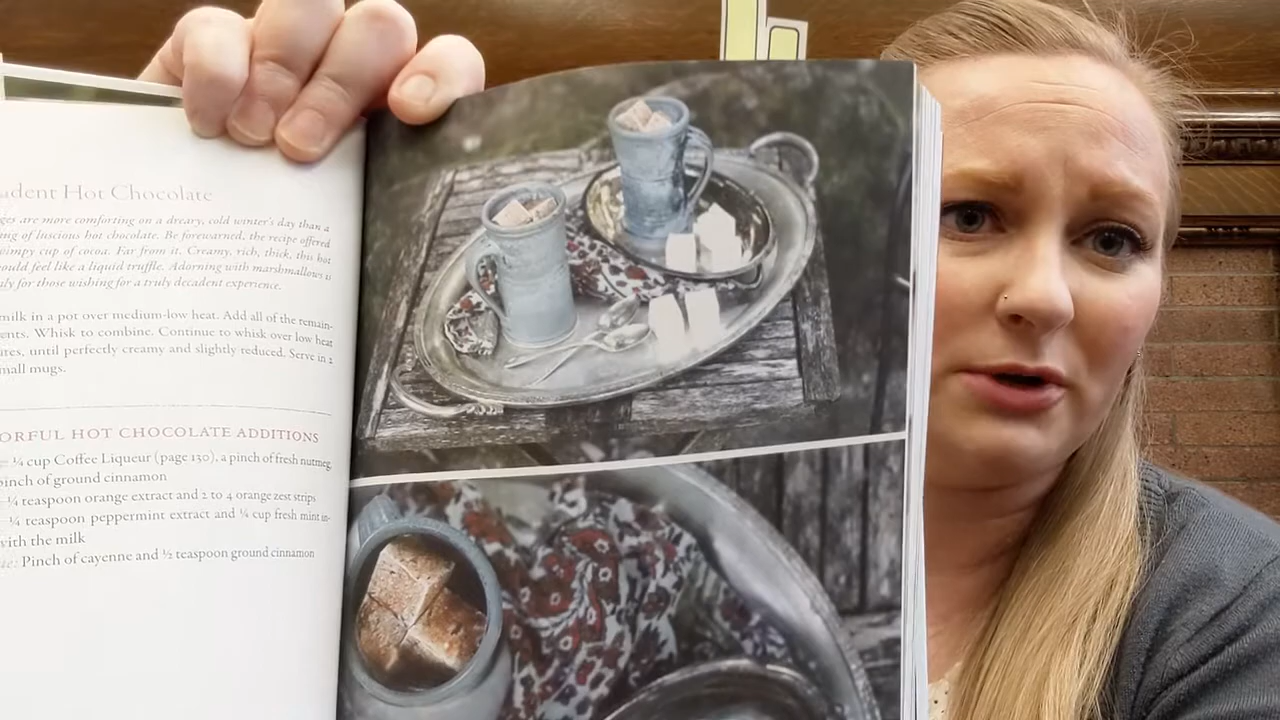 adent Hot Chocolate
ges are more comforting on a dreary, cold winter's day than a
ng of luscious hot chocolate. Be forewarned, the recipe offered
wimpy cup of cocoa. Far from it. Creamy, rich, thick, this hot
ould feel like a liquid truffle. Adorning with marshmallows is
ly for those wishing for a truly decadent experience.
milk in a pot over medium-low heat. Add all of the remain-
ents. Whisk to combine. Continue to whisk over low heat
utes, until perfectly creamy and slightly reduced. Serve in 2
mall mugs.
ORFUL HOT CHOCOLATE ADDITIONS
¼ cup Coffee Liqueur (page 130), a pinch of fresh nutmeg,
pinch of ground cinnamon
¼ teaspoon orange extract and 2 to 4 orange zest strips
¼ teaspoon peppermint extract and ¼ cup fresh mint in-
with the milk
Pinch of cayenne and ½ teaspoon ground cinnamon